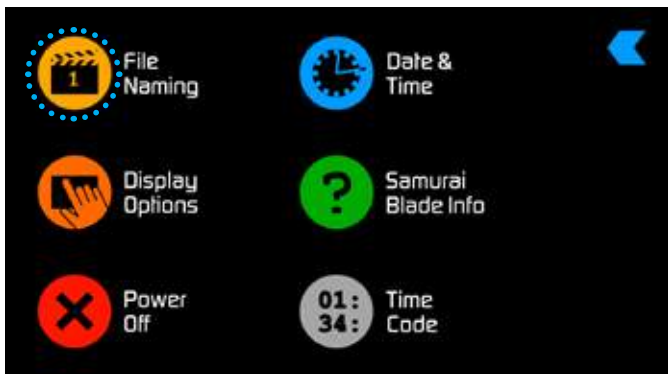 1
File
Naming
Date &
Time
Display
Options
?
Samurai
Blade Info
Power
Off
01:
34:
Time
Code